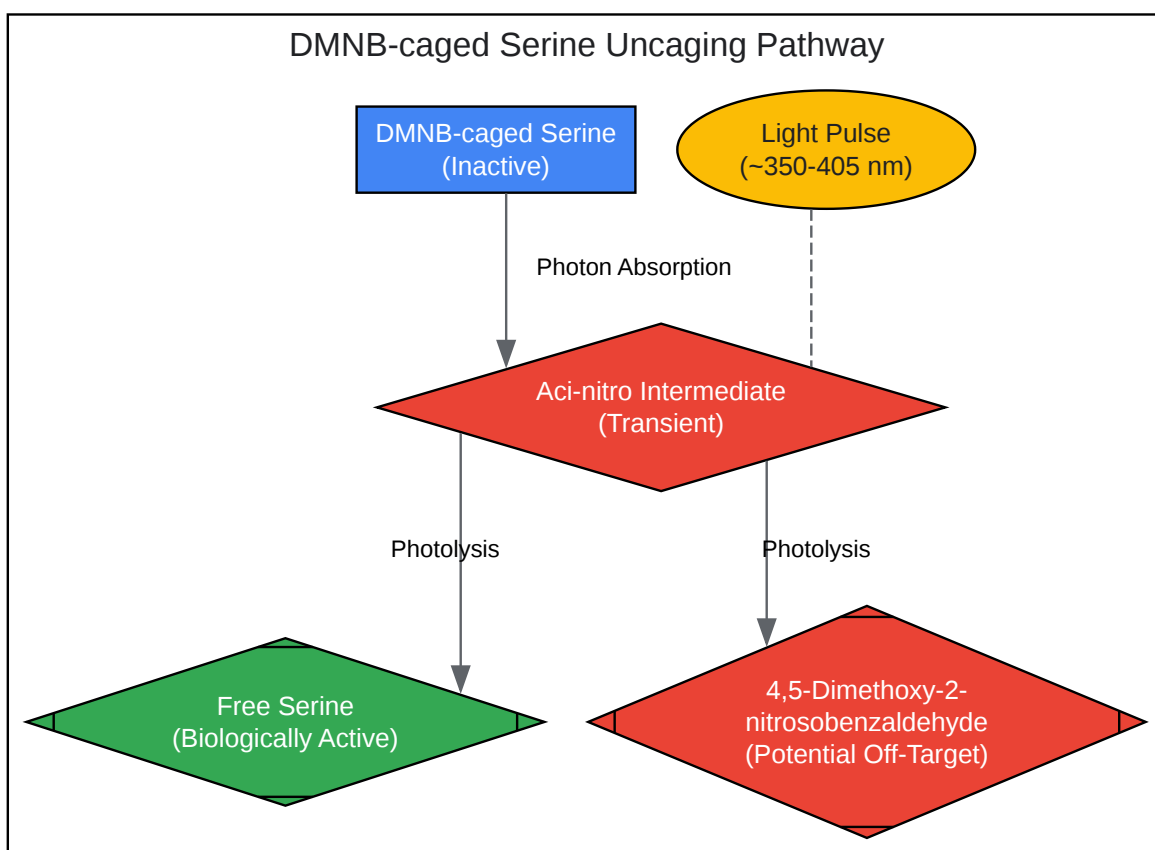 DMNB-caged Serine Uncaging Pathway
DMNB-caged Serine
(Inactive)
Light Pulse
(~350-405 nm)
Photon Absorption
Aci-nitro Intermediate
(Transient)
Photolysis
Photolysis
Free Serine
(Biologically Active)
4,5-Dimethoxy-2-
nitrosobenzaldehyde
(Potential Off-Target)